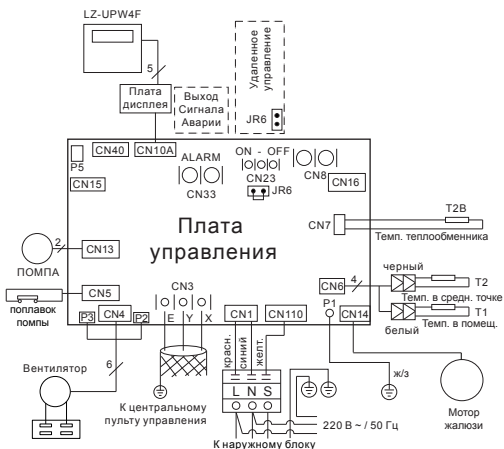 LZ-UPW4F
5
Плата
дисплея
Выход
Сигнала
Аварии
Удаленное
управление
JR6
P5
CN40
CN10A
ALARM
CN33
ON - OFF
CN23
JR6
CN8
CN16
CN15
T2B
CN7
Темп. теплообменника
Плата
управления
2
CN13
ПОМПА
CN6
4
черный
T2
Темп. в средн. точке
T1
белый
Темп. в помещ.
CN5
поплавок
помпы
P3
CN4
P2
CN3
E
Y
X
CN1
CN110
P1
CN14
красн.
синий
желт.
6
Вентилятор
L N S
ж/з
К центральному
пульту управления
220 В ~ / 50 Гц
К наружному блоку
Мотор
жалюзи